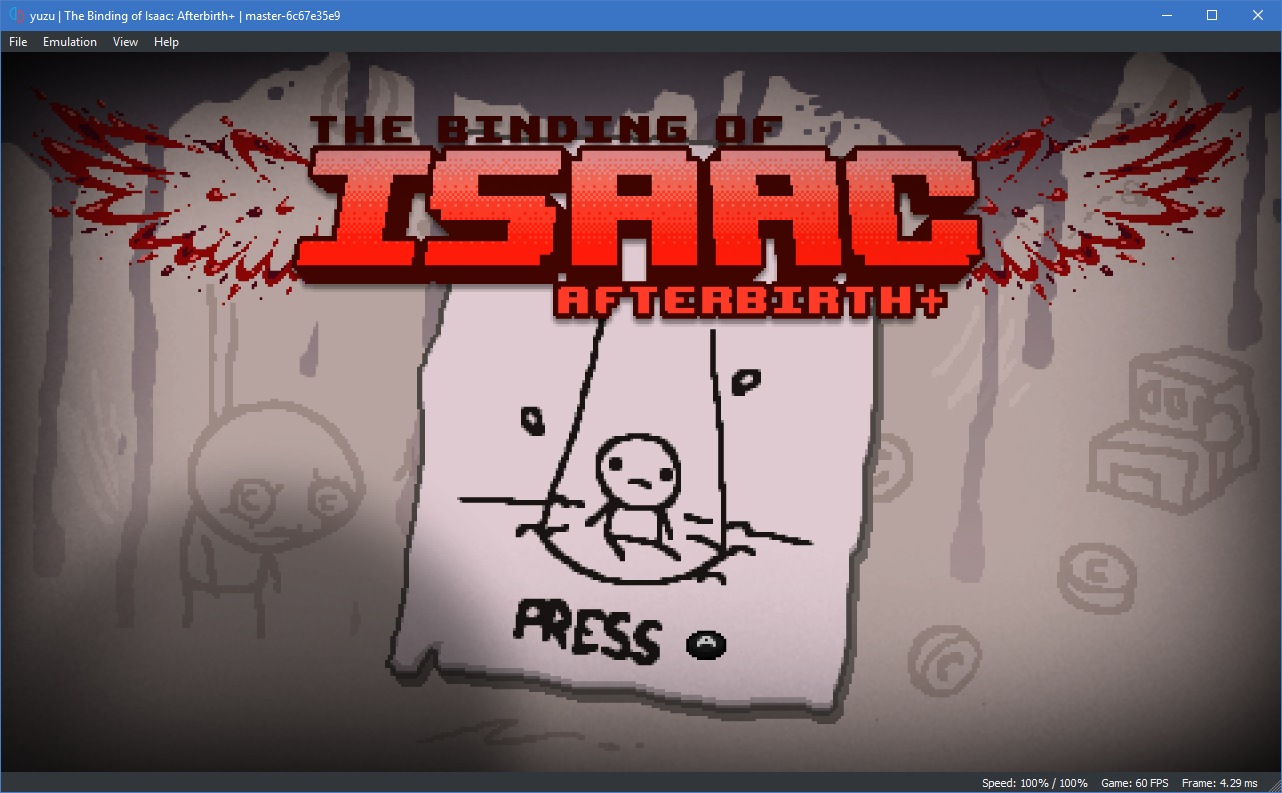 yuzu | The Binding of Isaac: Afterbirth+ | master-6c67e35e9
File Emulation View Help
THE BINDING OF
ISAAC
AFTERBIRTH+
PRESS A
Speed: 100% / 100% Game: 60 FPS Frame: 4.29 ms